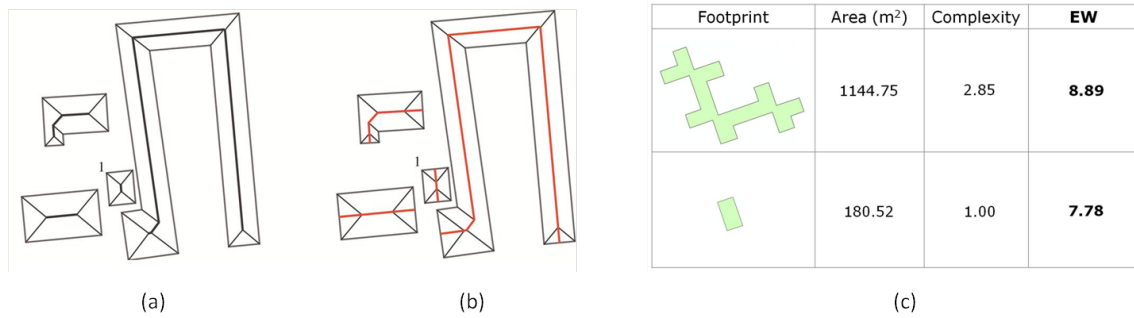 1
1
Footprint Area (m²) Complexity EW
1144.75 2.85 8.89
180.52 1.00 7.78
(a) (b) (c)